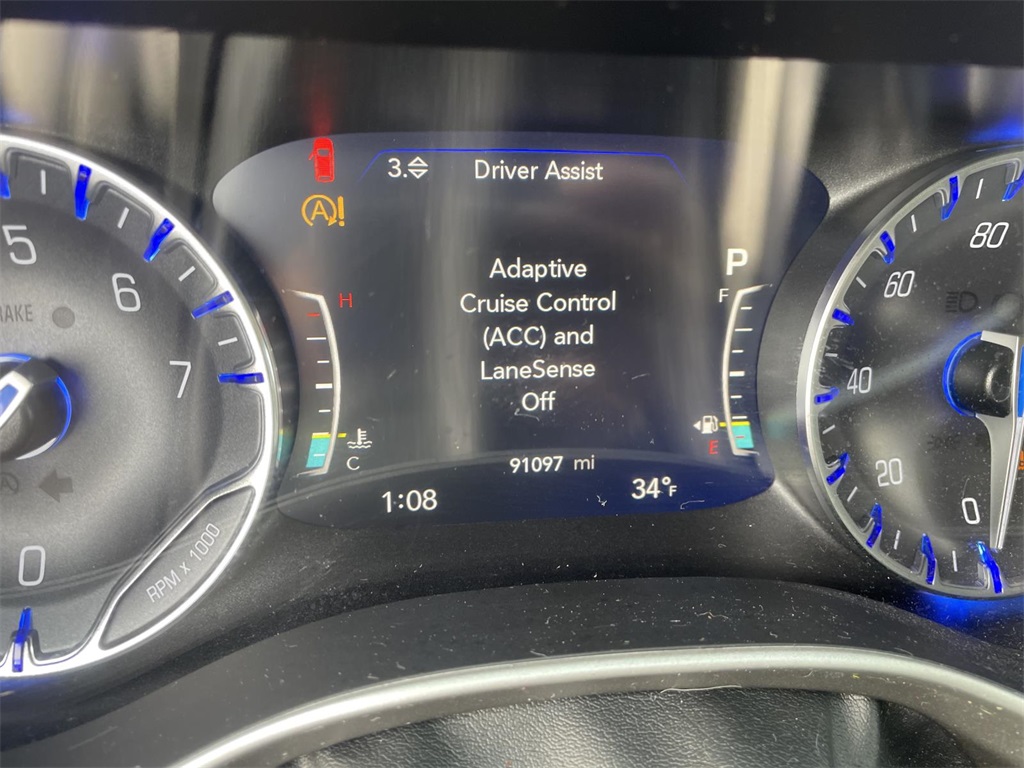 3.
Driver Assist
A!
Adaptive
Cruise Control
(ACC) and
LaneSense
Off
P
H
C
F
E
91097 mi
1:08
34°F
5
6
7
0
RPM x 1000
80
60
40
20
0